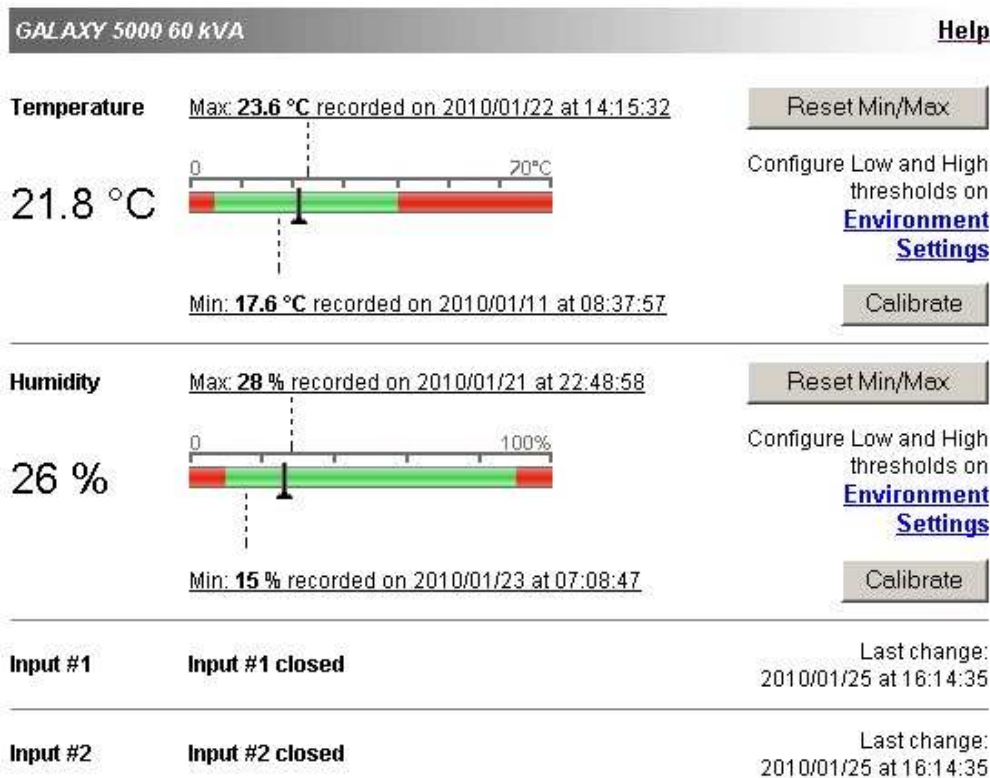 GALAXY 5000 60 kVA
Help
Temperature
Max: 23.6 °C recorded on 2010/01/22 at 14:15:32
Reset Min/Max
0
70°C
21.8 °C
Configure Low and High
thresholds on
Environment
Settings
Min: 17.6 °C recorded on 2010/01/11 at 08:37:57
Calibrate
Humidity
Max: 28 % recorded on 2010/01/21 at 22:48:58
Reset Min/Max
0
100%
26 %
Configure Low and High
thresholds on
Environment
Settings
Min: 15 % recorded on 2010/01/23 at 07:08:47
Calibrate
Input #1
Input #1 closed
Last change:
2010/01/25 at 16:14:35
Input #2
Input #2 closed
Last change:
2010/01/25 at 16:14:35